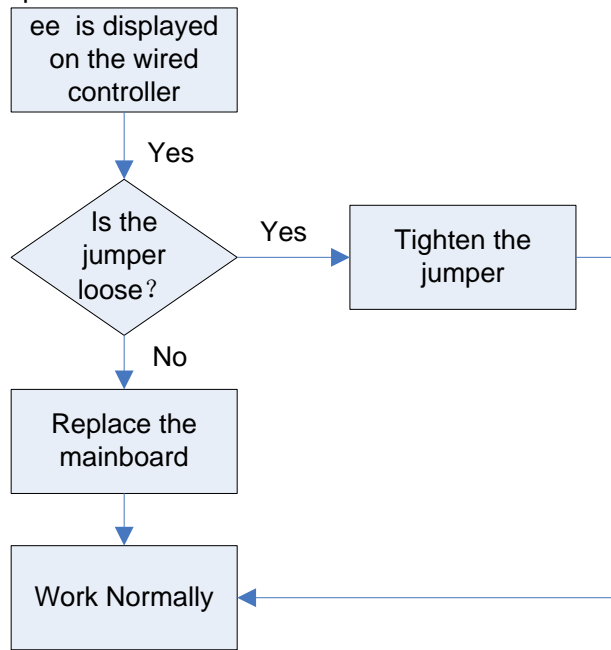 ee is displayed
on the wired
controller
Yes
Is the
jumper
loose？
Yes
Tighten the
jumper
No
Replace the
mainboard
Work Normally